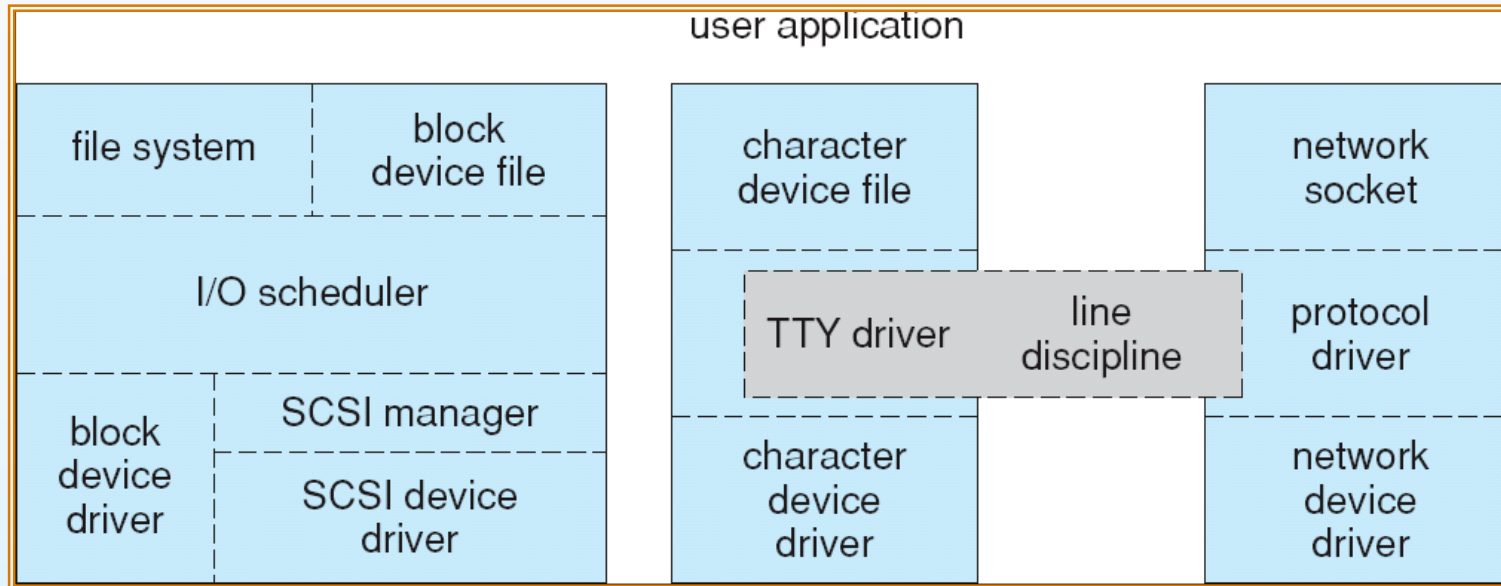 user application
file system
block
device file
I/O scheduler
block
device
driver
SCSI manager
SCSI device
driver
character
device file
TTY driver
line
discipline
character
device
driver
network
socket
protocol
driver
network
device
driver